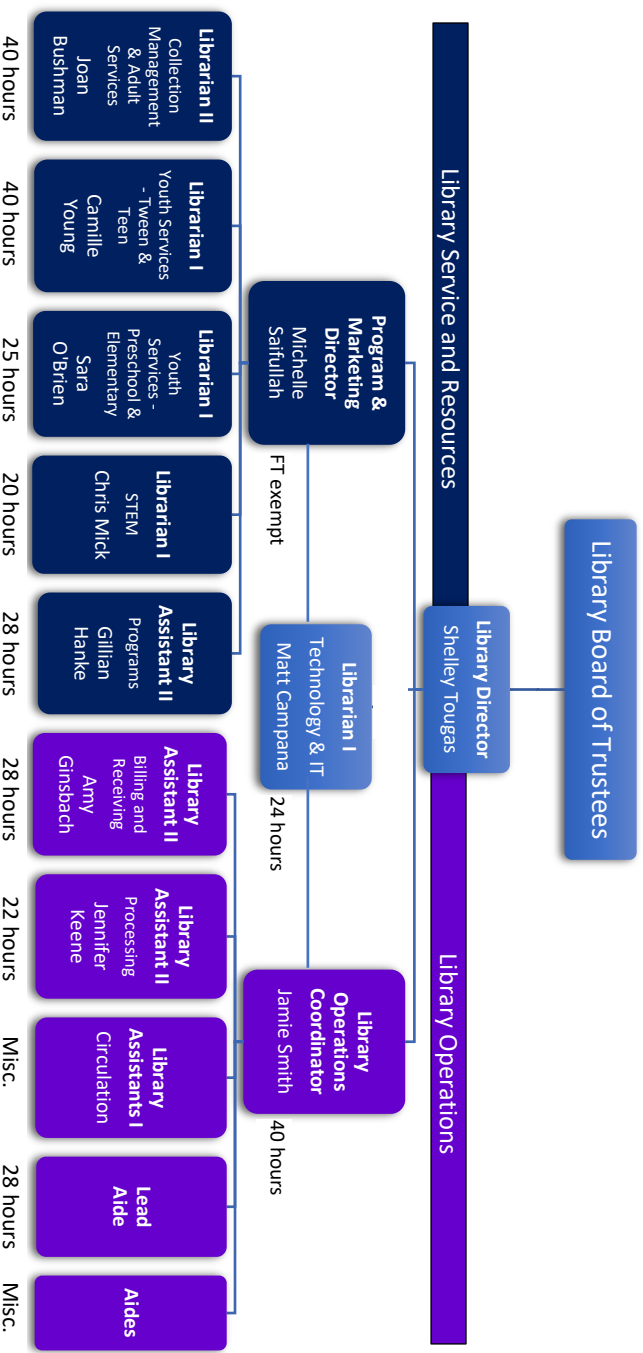 Library Board of Trustees
Library Director
Shelley Tougas
Library Service and Resources
Library Operations
Program &
Marketing
Director
Michelle
Saifullah
FT exempt
Librarian I
Technology & IT
Matt Campana
24 hours
Library
Operations
Coordinator
Jamie Smith
40 hours
Librarian II
Collection
Management
& Adult
Services
Joan
Bushman
40 hours
Librarian I
Youth Services
- Tween &
Teen
Camille
Young
40 hours
Librarian I
Youth
Services -
Preschool &
Elementary
Sara
O'Brien
25 hours
Librarian I
STEM
Chris Mick
20 hours
Library
Assistant II
Programs
Gillian
Hanke
28 hours
Library
Assistant II
Billing and
Receiving
Amy
Ginsbach
28 hours
Library
Assistant II
Processing
Jennifer
Keene
22 hours
Library
Assistants I
Circulation
Misc.
Lead
Aide
28 hours
Aides
Misc.